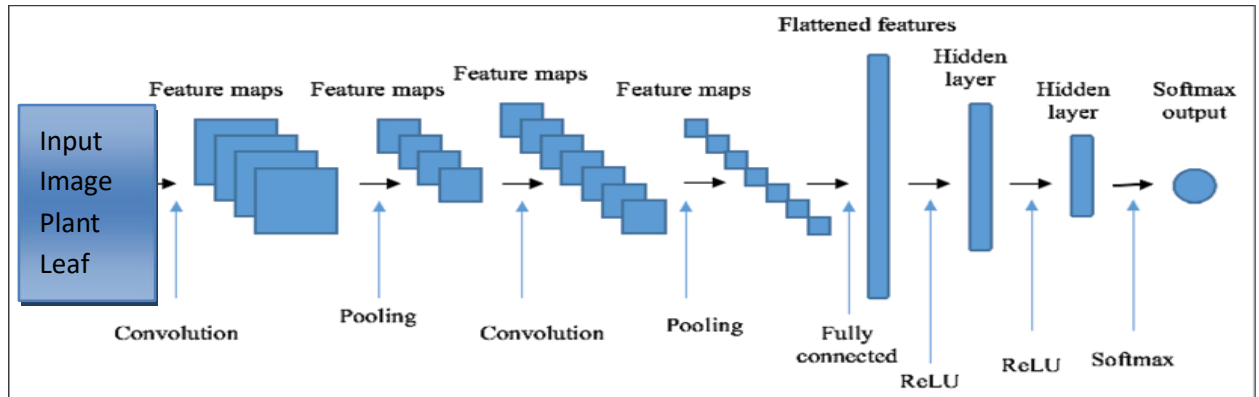 Input
Image
Plant
Leaf
Feature maps
Feature maps
Feature maps
Feature maps
Flattened features
Hidden
layer
Hidden
layer
Softmax
output
Convolution
Pooling
Convolution
Pooling
Fully
connected
ReLU
ReLU
Softmax